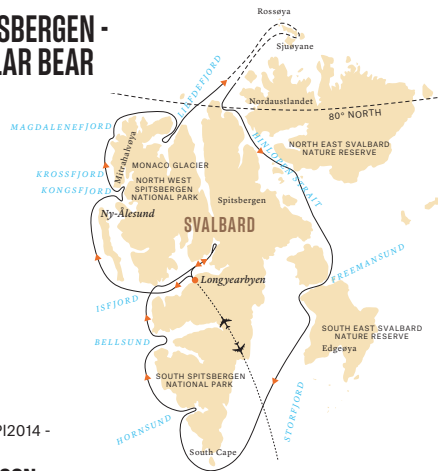 SBERGEN -
LAR BEAR
Rossøya
Sjuøyane
LIEFDEFJORD
Nordaustlandet
80° NORTH
MAGDALENEFJORD
Mitrahalvøya
HINLOPEN STRAIT
NORTH EAST SVALBARD
NATURE RESERVE
MONACO GLACIER
KROSSFJORD
NORTH WEST
SPITSBERGEN
NATIONAL PARK
KONGSFJORD
Spitsbergen
Ny-Ålesund
SVALBARD
FREEMANSUND
Longyearbyen
ISFJORD
SOUTH EAST SVALBARD
NATURE RESERVE
Edgeøya
BELLSUND
SOUTH SPITSBERGEN
NATIONAL PARK
STORFJORD
HORNSUND
PI2014 -
South Cape